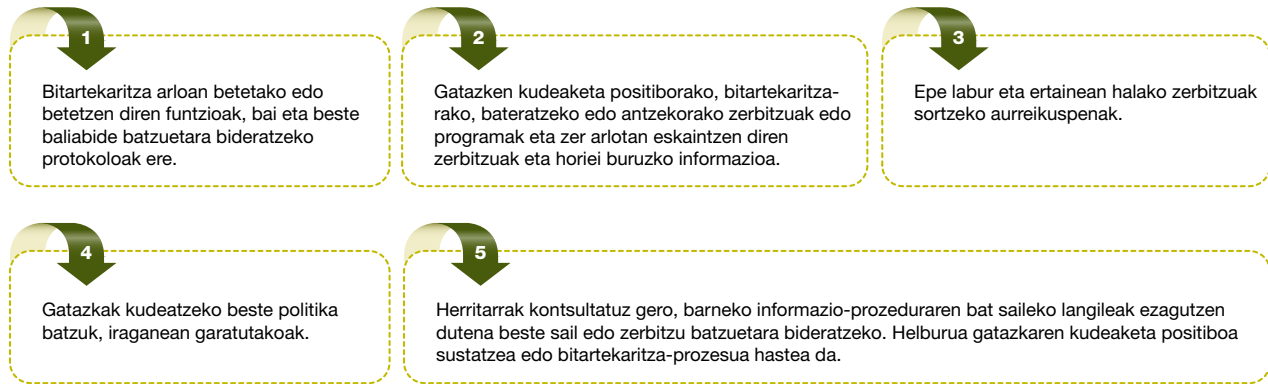 1
Bitartekaritza arloan betetako edo
betetzen diren funtzioak, bai eta beste
baliabide batzuetara bideratzeko
protokoloak ere.
2
Gatazken kudeaketa positiborako, bitartekaritza-
rako, bateratzeko edo antzekorako zerbitzuak edo
programak eta zer arlotan eskaintzen diren
zerbitzuak eta horiei buruzko informazioa.
3
Epe labur eta ertainean halako zerbitzuak
sortzeko aurreikuspenak.
4
Gatazkak kudeatzeko beste politika
batzuk, iraganean garatutakoak.
5
Herritarrak kontsultatuz gero, barneko informazio-prozeduraren bat saileko langileak ezagutzen
dutena beste sail edo zerbitzu batzuetara bideratzeko. Helburua gatazkaren kudeaketa positiboa
sustatzea edo bitartekaritza-prozesua hastea da.